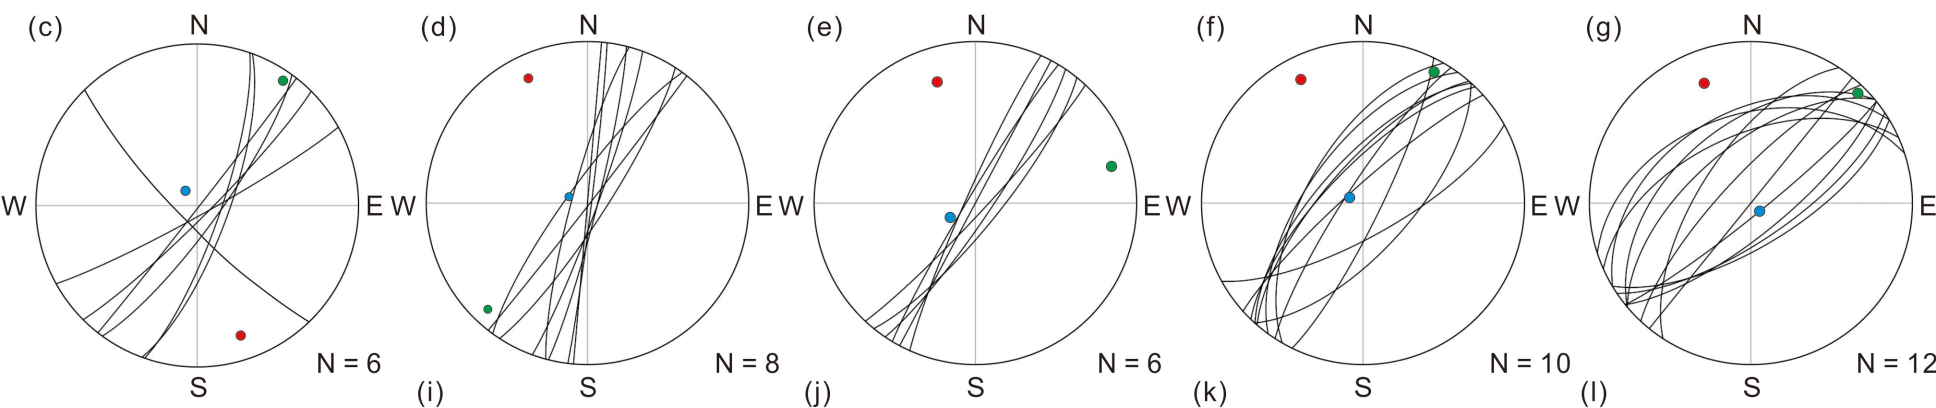 (c) N (d) N (e) N (f) N (g) N
W E W E W E W E W E
N = 6 N = 8 N = 6 N = 10 N = 12
S (i) S (j) S (k) S (l) S